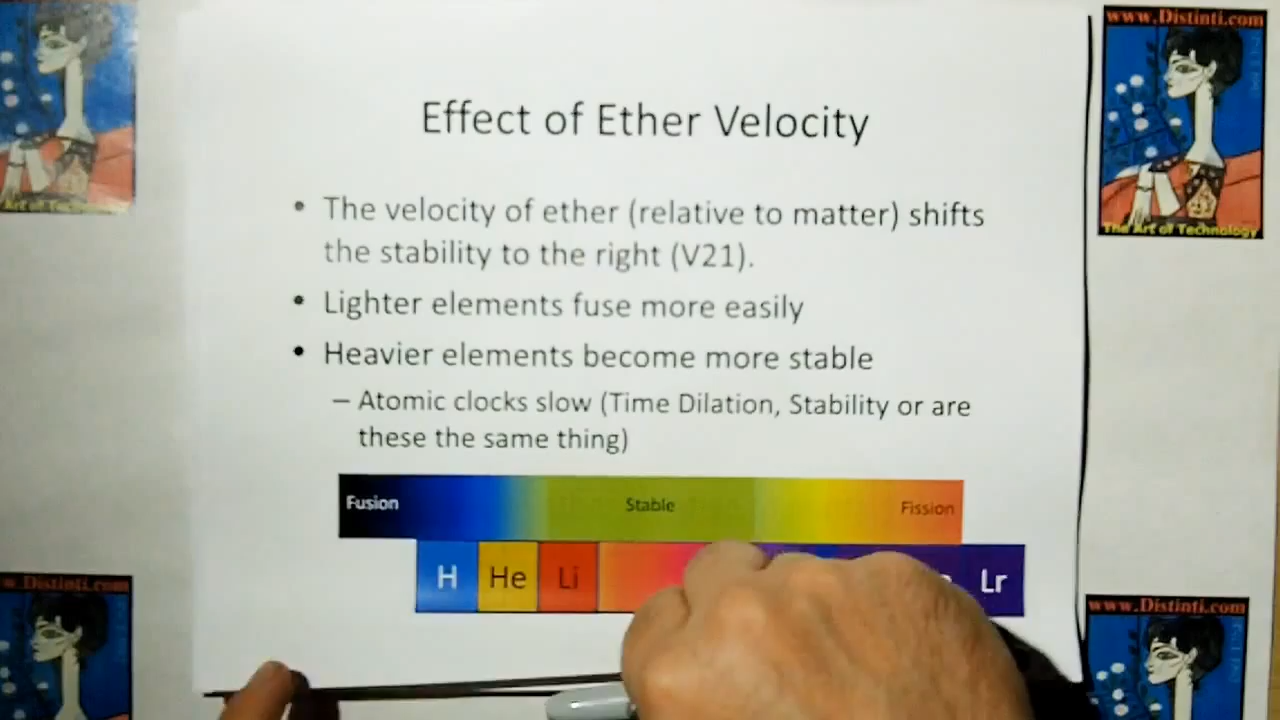 www.Distinti.com
Art of Technology
Effect of Ether Velocity
• The velocity of ether (relative to matter) shifts
the stability to the right (V21).
• Lighter elements fuse more easily
• Heavier elements become more stable
– Atomic clocks slow (Time Dilation, Stability or are
these the same thing)
Fusion Stable Fission
H He Li Lr
The Art of Technology
w.Distinti.com
www.Distinti.com